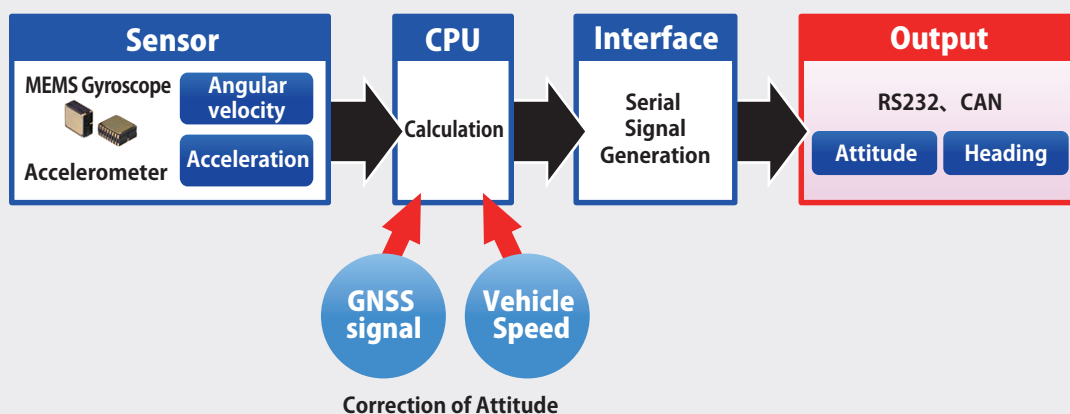 Sensor
MEMS Gyroscope
Accelerometer
Angular
velocity
Acceleration
CPU
Calculation
Interface
Serial
Signal
Generation
Output
RS232、CAN
Attitude
Heading
GNSS
signal
Vehicle
Speed
Correction of Attitude